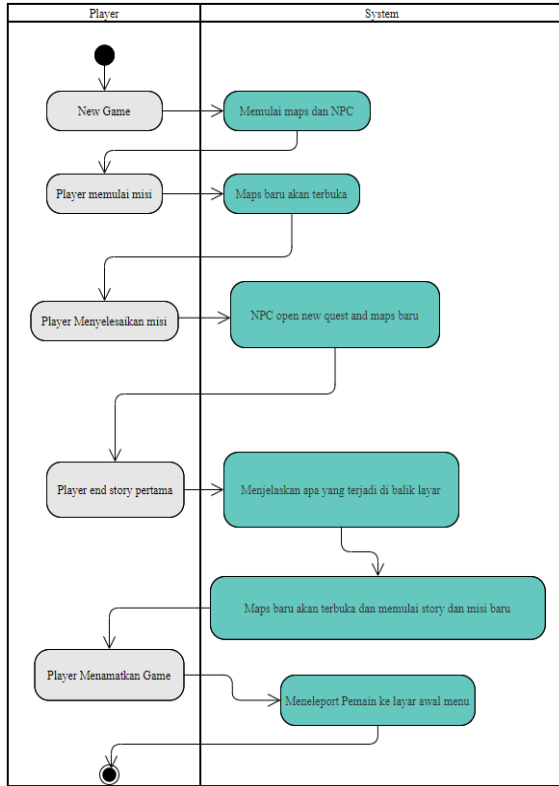 Player
System
New Game
Memulai maps dan NPC
Player memulai misi
Maps baru akan terbuka
Player Menyelesaikan misi
NPC open new quest and maps baru
Player end story pertama
Menjelaskan apa yang terjadi di balik layar
Maps baru akan terbuka dan memulai story dan misi baru
Player Menamatkan Game
Meneleport Pemain ke layar awal menu